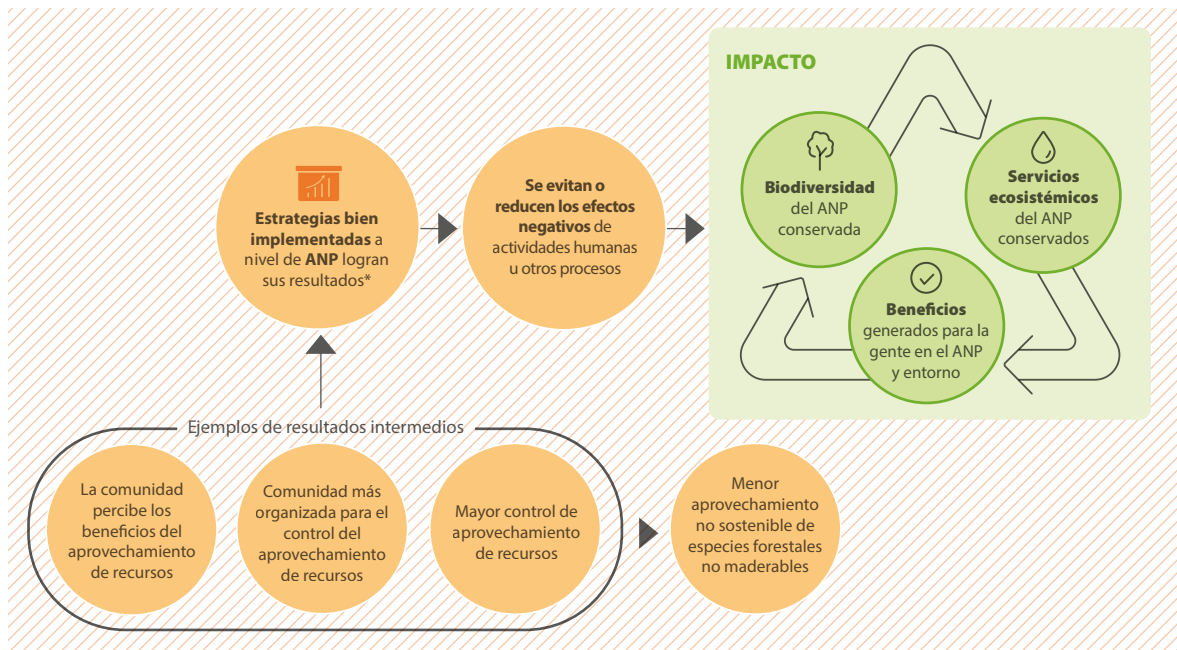 IMPACTO
Estrategias bien
implementadas a
nivel de ANP logran
sus resultados*
Se evitan o
reducen los efectos
negativos de
actividades humanas
u otros procesos
Biodiversidad
del ANP
conservada
Servicios
ecosistémicos
del ANP
conservados
Beneficios
generados para la
gente en el ANP
y entorno
Ejemplos de resultados intermedios
La comunidad
percibe los
beneficios del
aprovechamiento
de recursos
Comunidad más
organizada para el
control del
aprovechamiento
de recursos
Mayor control de
aprovechamiento
de recursos
Menor
aprovechamiento
no sostenible de
especies forestales
no maderables